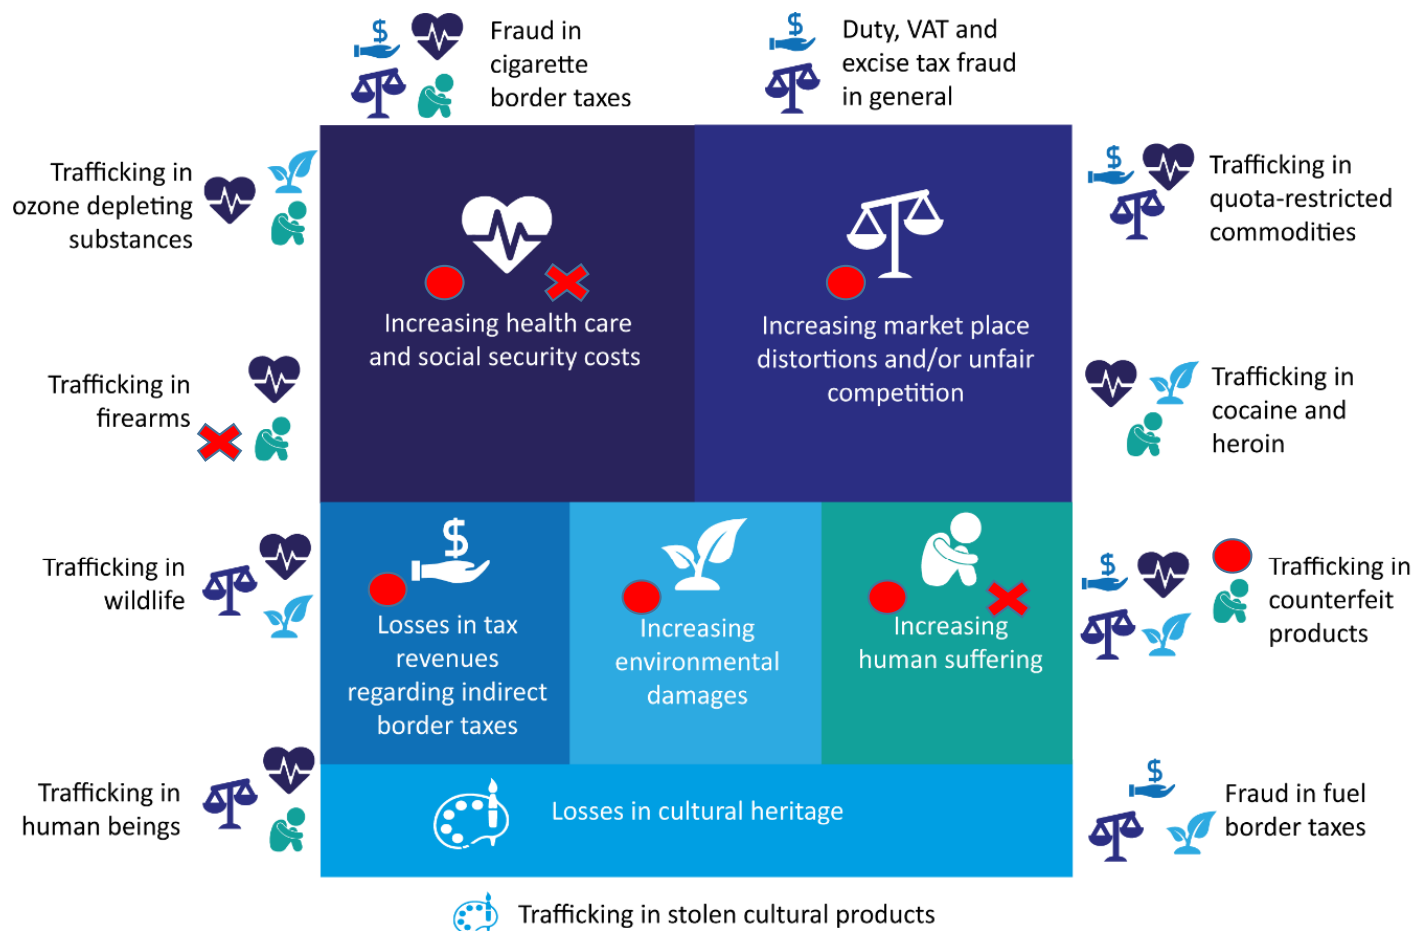 Fraud in
cigarette
border taxes
Duty, VAT and
excise tax fraud
in general
Trafficking in
ozone depleting
substances
Trafficking in
quota-restricted
commodities
Increasing health care
and social security costs
Increasing market place
distortions and/or unfair
competition
Trafficking in
firearms
Trafficking in
cocaine and
heroin
Trafficking in
wildlife
$
Losses in tax
revenues
regarding indirect
border taxes
Increasing
environmental
damages
Increasing
human suffering
Trafficking in
counterfeit
products
Trafficking in
human beings
Losses in cultural heritage
Fraud in fuel
border taxes
Trafficking in stolen cultural products